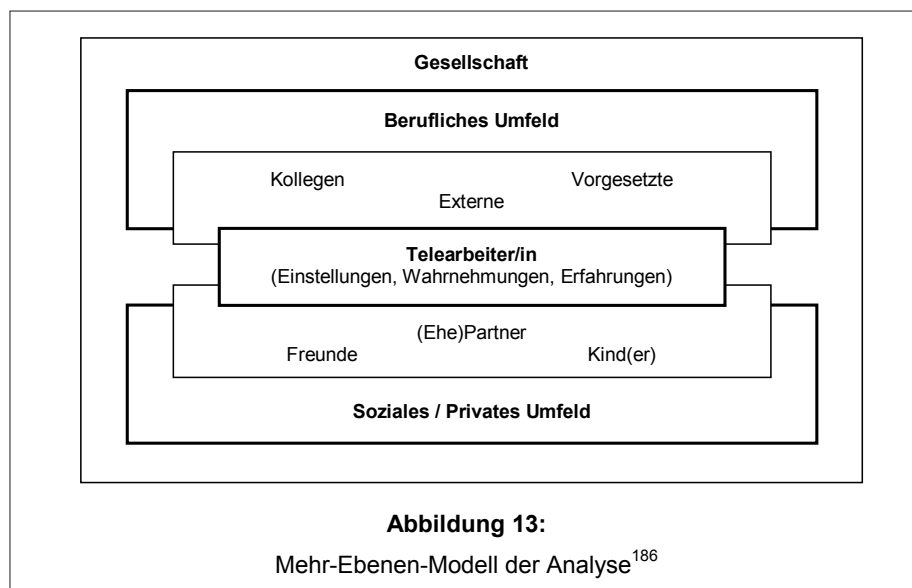 Gesellschaft
Berufliches Umfeld
Kollegen Vorgesetzte
Externe
Telearbeiter/in
(Einstellungen, Wahrnehmungen, Erfahrungen)
(Ehe)Partner
Freunde Kind(er)
Soziales / Privates Umfeld
Abbildung 13:
Mehr-Ebenen-Modell der Analyse186